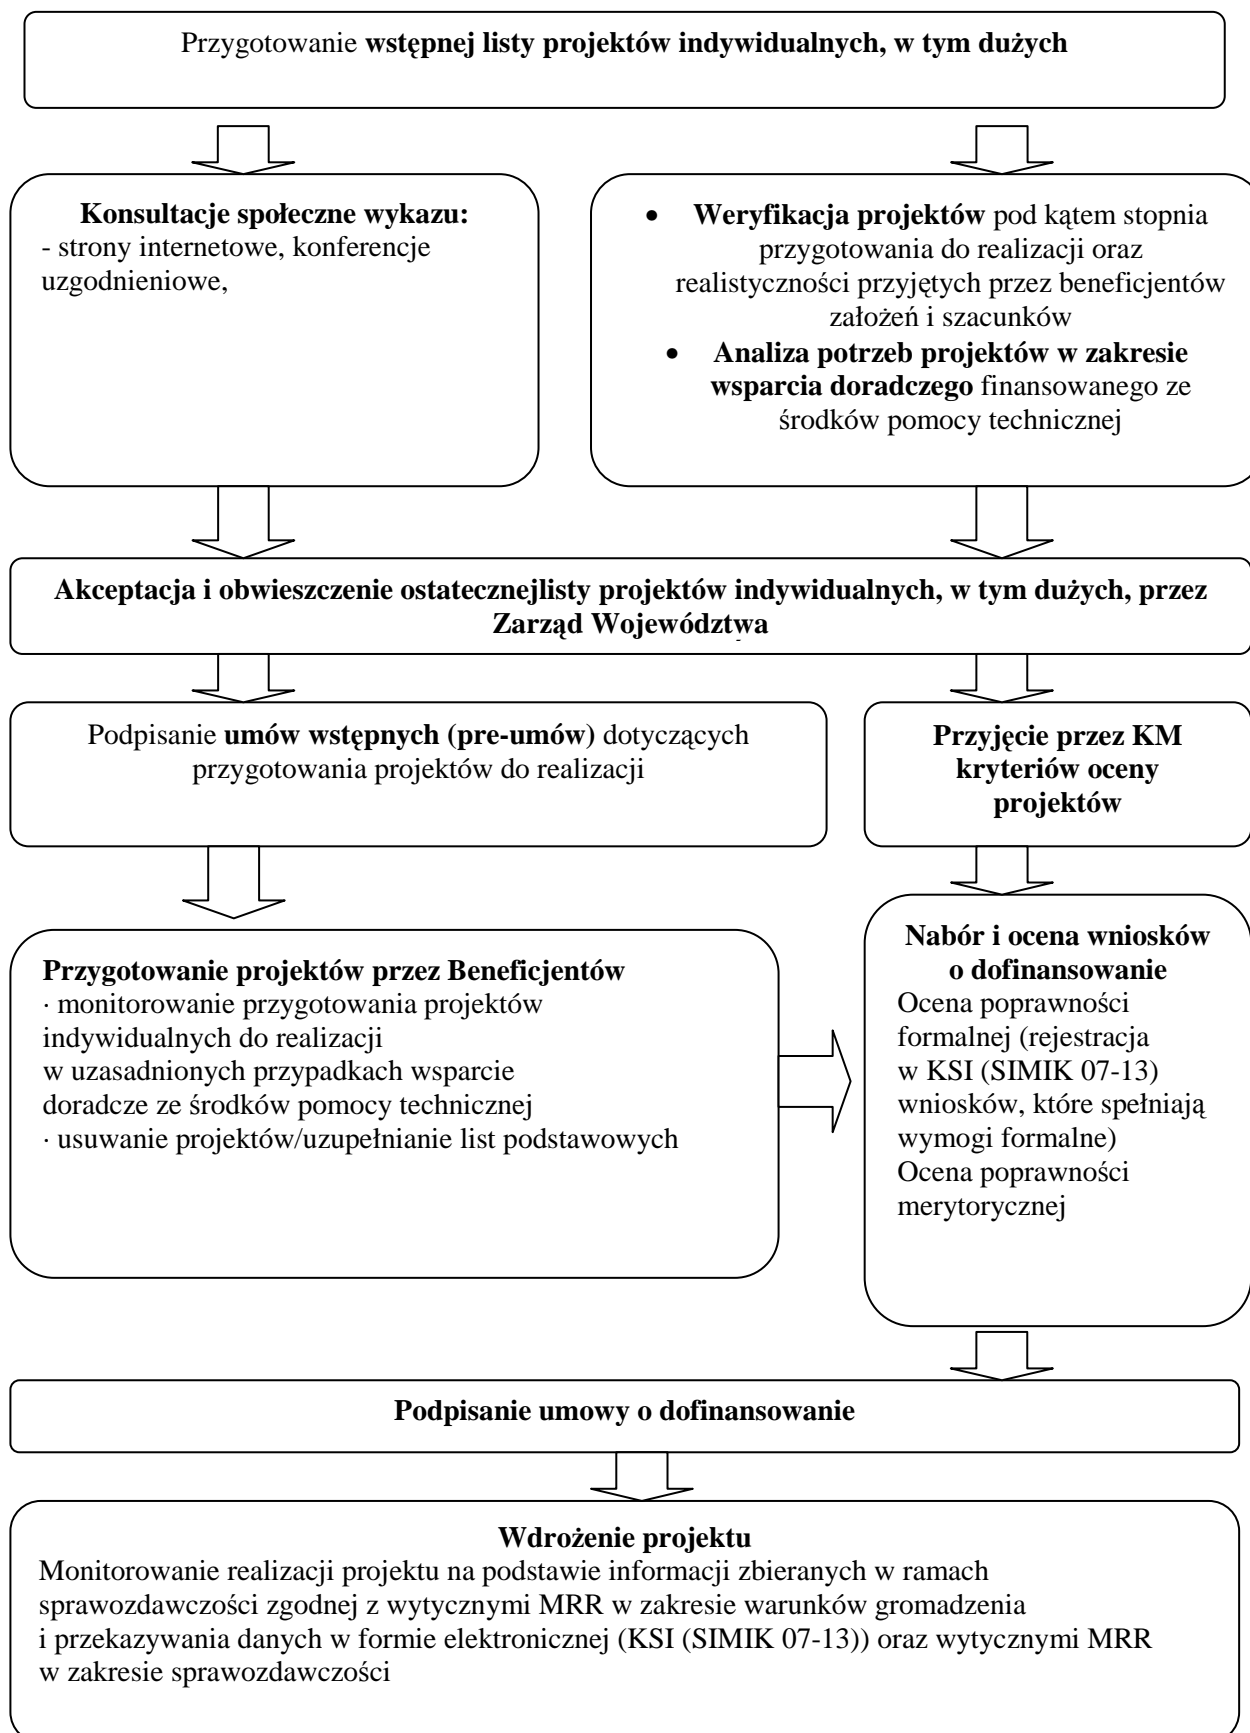 Przygotowanie wstępnej listy projektów indywidualnych, w tym dużych
Konsultacje społeczne wykazu:
- strony internetowe, konferencje
uzgodnieniowe,
• Weryfikacja projektów pod kątem stopnia
przygotowania do realizacji oraz
realistyczności przyjętych przez beneficjentów
założeń i szacunków
• Analiza potrzeb projektów w zakresie
wsparcia doradczego finansowanego ze
środków pomocy technicznej
Akceptacja i obwieszczenie ostatecznejlisty projektów indywidualnych, w tym dużych, przez
Zarząd Województwa
Podpisanie umów wstępnych (pre-umów) dotyczących
przygotowania projektów do realizacji
Przyjęcie przez KM
kryteriów oceny
projektów
Przygotowanie projektów przez Beneficjentów
· monitorowanie przygotowania projektów
indywidualnych do realizacji
w uzasadnionych przypadkach wsparcie
doradcze ze środków pomocy technicznej
· usuwanie projektów/uzupełnianie list podstawowych
Nabór i ocena wniosków
o dofinansowanie
Ocena poprawności
formalnej (rejestracja
w KSI (SIMIK 07-13)
wniosków, które spełniają
wymogi formalne)
Ocena poprawności
merytorycznej
Podpisanie umowy o dofinansowanie
Wdrożenie projektu
Monitorowanie realizacji projektu na podstawie informacji zbieranych w ramach
sprawozdawczości zgodnej z wytycznymi MRR w zakresie warunków gromadzenia
i przekazywania danych w formie elektronicznej (KSI (SIMIK 07-13)) oraz wytycznymi MRR
w zakresie sprawozdawczości